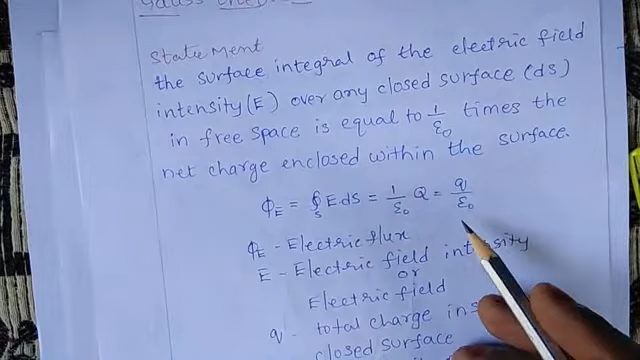 Gauss theorem
Statement
the surface integral of the electric field
intensity (E) over any closed surface (ds)
in free space is equal to 1/ε₀ times the
net charge enclosed within the surface.
ϕ_E = ∮_S E.ds = 1/ε₀ Q = q/ε₀
ϕ_E - Electric flux
E - Electric field intensity
or
Electric field
q - total charge ins
closed surface